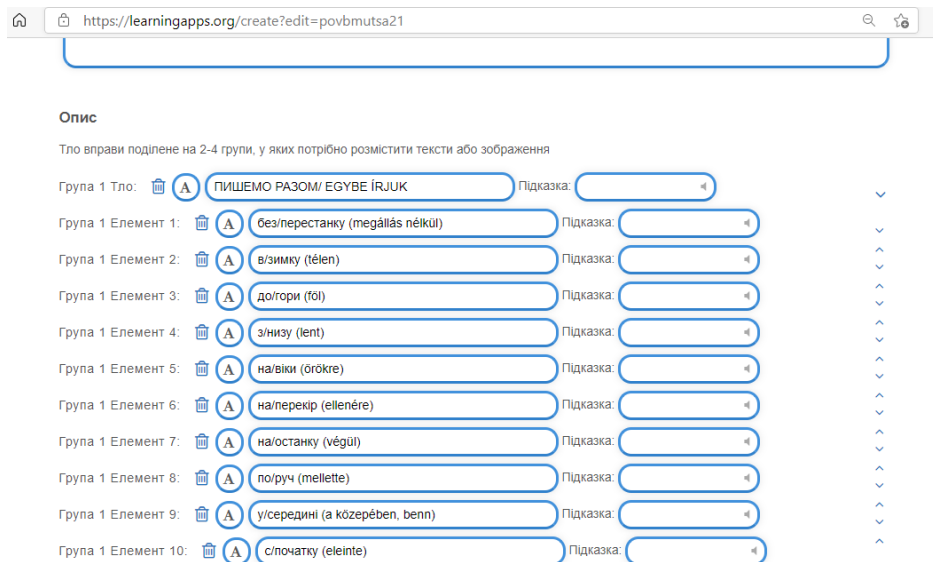 https://learningapps.org/create?edit=povbmutsa21
Опис
Тло вправи поділене на 2-4 групи, у яких потрібно розмістити тексти або зображення
Група 1 Тло: A ПИШЕМО РАЗОМ/ EGYBE ÍRJUK Підказка:
Група 1 Елемент 1: A без/перестанку (megállás nélkül) Підказка:
Група 1 Елемент 2: A в/зимку (télen) Підказка:
Група 1 Елемент 3: A до/гори (föl) Підказка:
Група 1 Елемент 4: A з/низу (lent) Підказка:
Група 1 Елемент 5: A на/віки (örökre) Підказка:
Група 1 Елемент 6: A на/перекір (ellenére) Підказка:
Група 1 Елемент 7: A на/останку (végül) Підказка:
Група 1 Елемент 8: A по/руч (mellette) Підказка:
Група 1 Елемент 9: A у/середині (a közepében, benn) Підказка:
Група 1 Елемент 10: A с/початку (eleinte) Підказка: